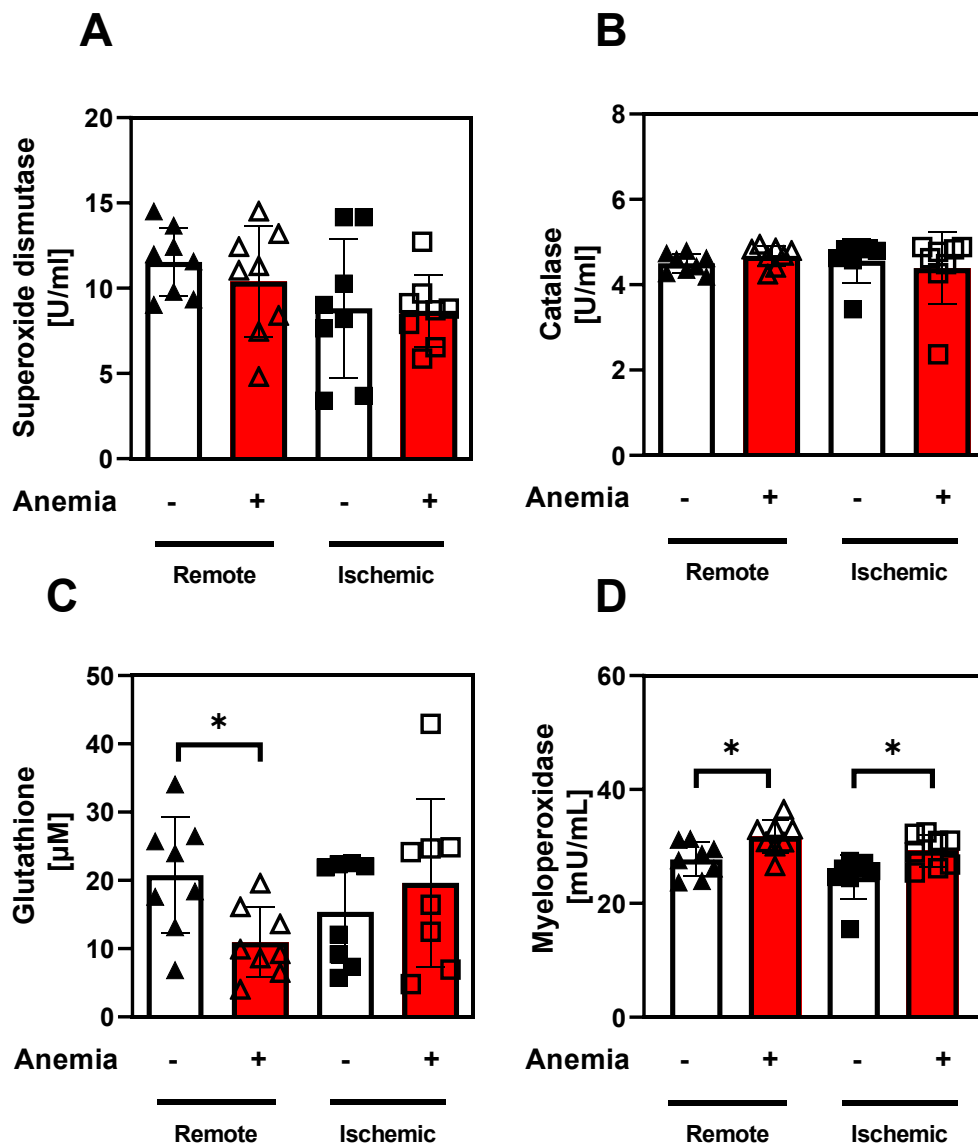 A
Superoxide dismutase
[U/ml]
20
15
10
5
0
Anemia - + - +
Remote Ischemic
B
Catalase
[U/ml]
8
6
4
2
0
Anemia - + - +
Remote Ischemic
C
Glutathione
[µM]
50
40
30
20
10
0
*
Anemia - + - +
Remote Ischemic
D
Myeloperoxidase
[mU/mL]
60
40
20
0
* *
Anemia - + - +
Remote Ischemic